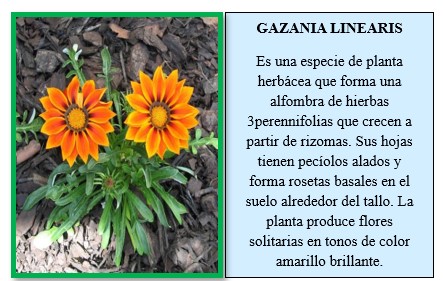 GAZANIA LINEARIS
Es una especie de planta
herbácea que forma una
alfombra de hierbas
3perennifolias que crecen a
partir de rizomas. Sus hojas
tienen pecíolos alados y
forma rosetas basales en el
suelo alrededor del tallo. La
planta produce flores
solitarias en tonos de color
amarillo brillante.